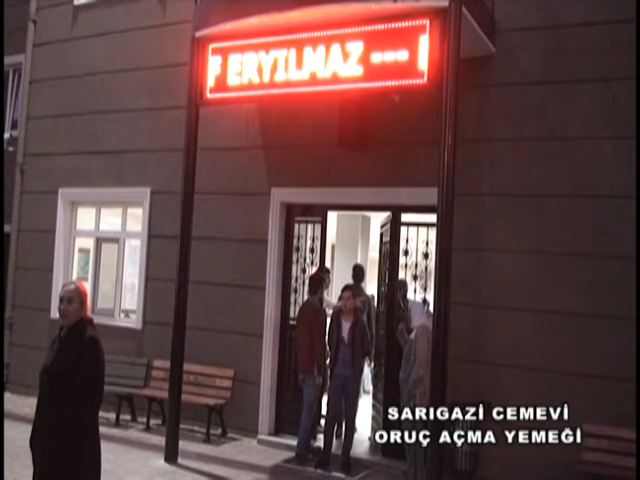 F ERYILMAZ ---
SARIGAZİ CEMEVİ
ORUÇ AÇMA YEMEĞİ